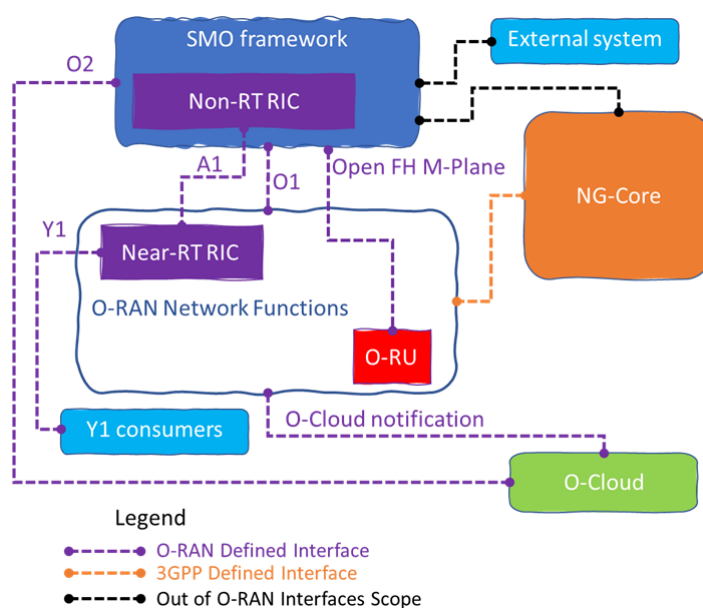 SMO framework
External system
O2
Non-RT RIC
A1
O1
Open FH M-Plane
NG-Core
Y1
Near-RT RIC
O-RAN Network Functions
O-RU
Y1 consumers
O-Cloud notification
O-Cloud
Legend
O-RAN Defined Interface
3GPP Defined Interface
Out of O-RAN Interfaces Scope